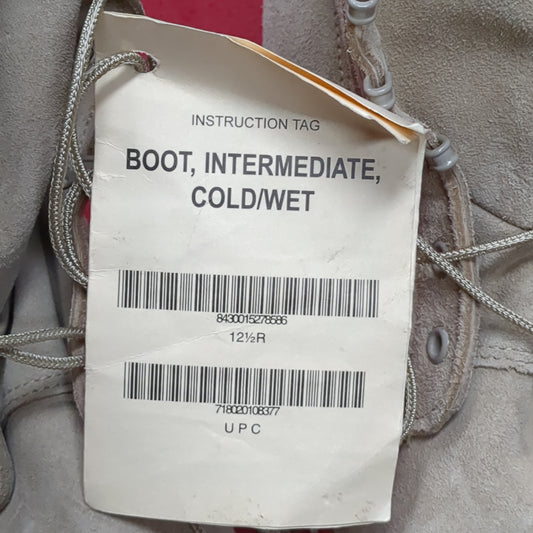 INSTRUCTION TAG
BOOT, INTERMEDIATE,
COLD/WET
8430015278586
12½R
718020108377
UPC